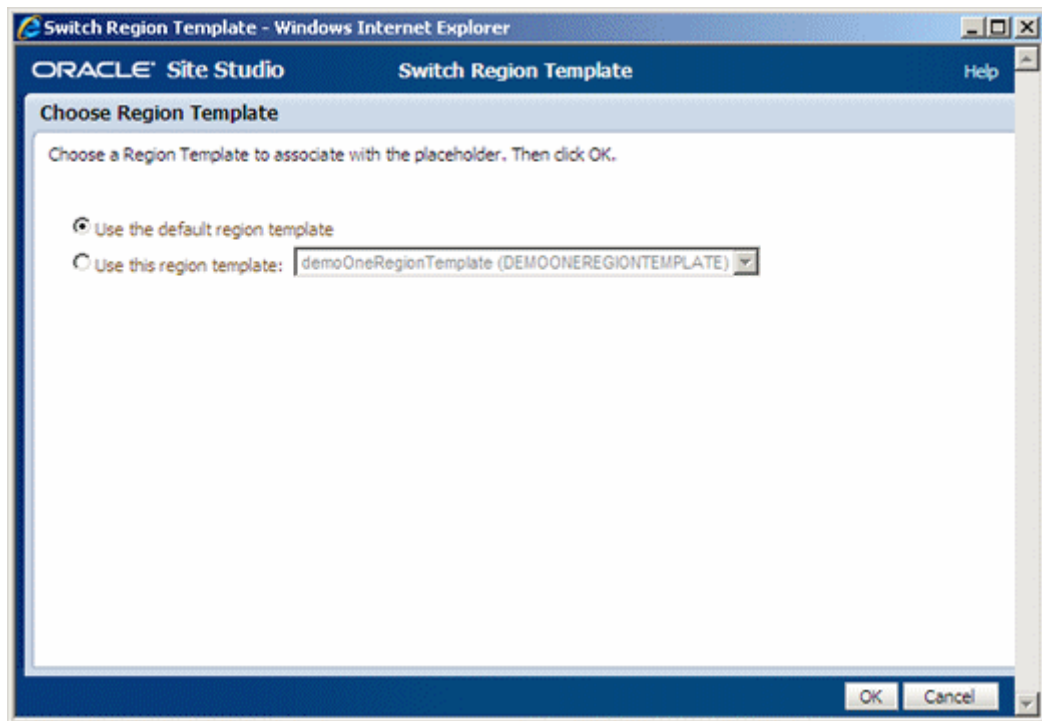 Switch Region Template - Windows Internet Explorer
ORACLE® Site Studio Switch Region Template Help
Choose Region Template
Choose a Region Template to associate with the placeholder. Then click OK.
Use the default region template
Use this region template: demoOneRegionTemplate (DEMOONEREGIONTEMPLATE)
OK Cancel